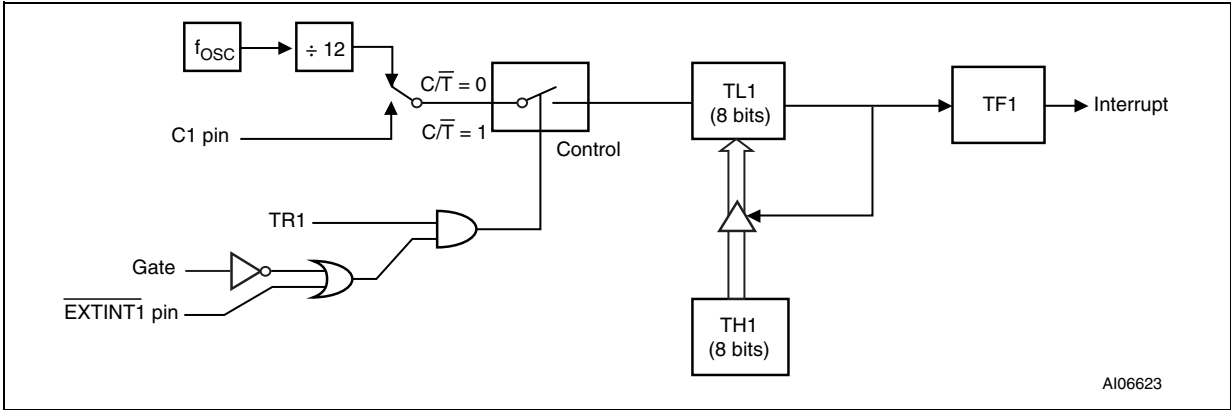 fOSC
÷ 12
C/T̅ = 0
C1 pin
C/T̅ = 1
Control
TL1
(8 bits)
TF1
Interrupt
TR1
Gate
E̅X̅T̅I̅N̅T̅1̅ pin
TH1
(8 bits)
AI06623